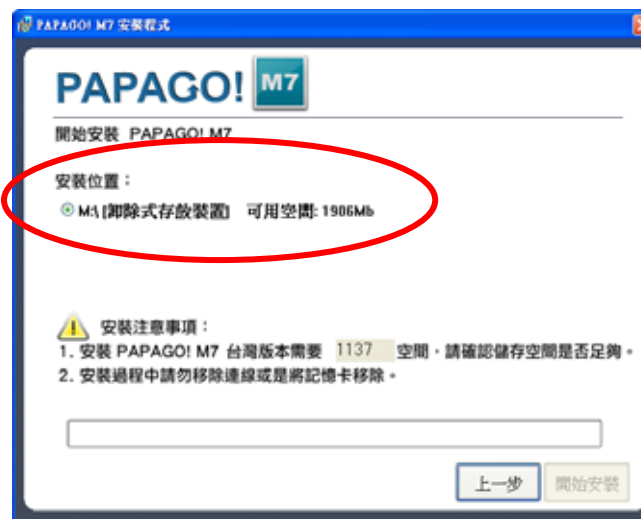 PAPAGO! M7 安裝程式
PAPAGO! M7
開始安裝 PAPAGO! M7
安裝位置：
M:\ [卸除式存放裝置] 可用空間: 1906Mb
安裝注意事項：
1. 安裝 PAPAGO! M7 台灣版本需要 1137 空間，請確認儲存空間是否足夠。
2. 安裝過程中請勿移除連線或是將記憶卡移除。
上一步 開始安裝